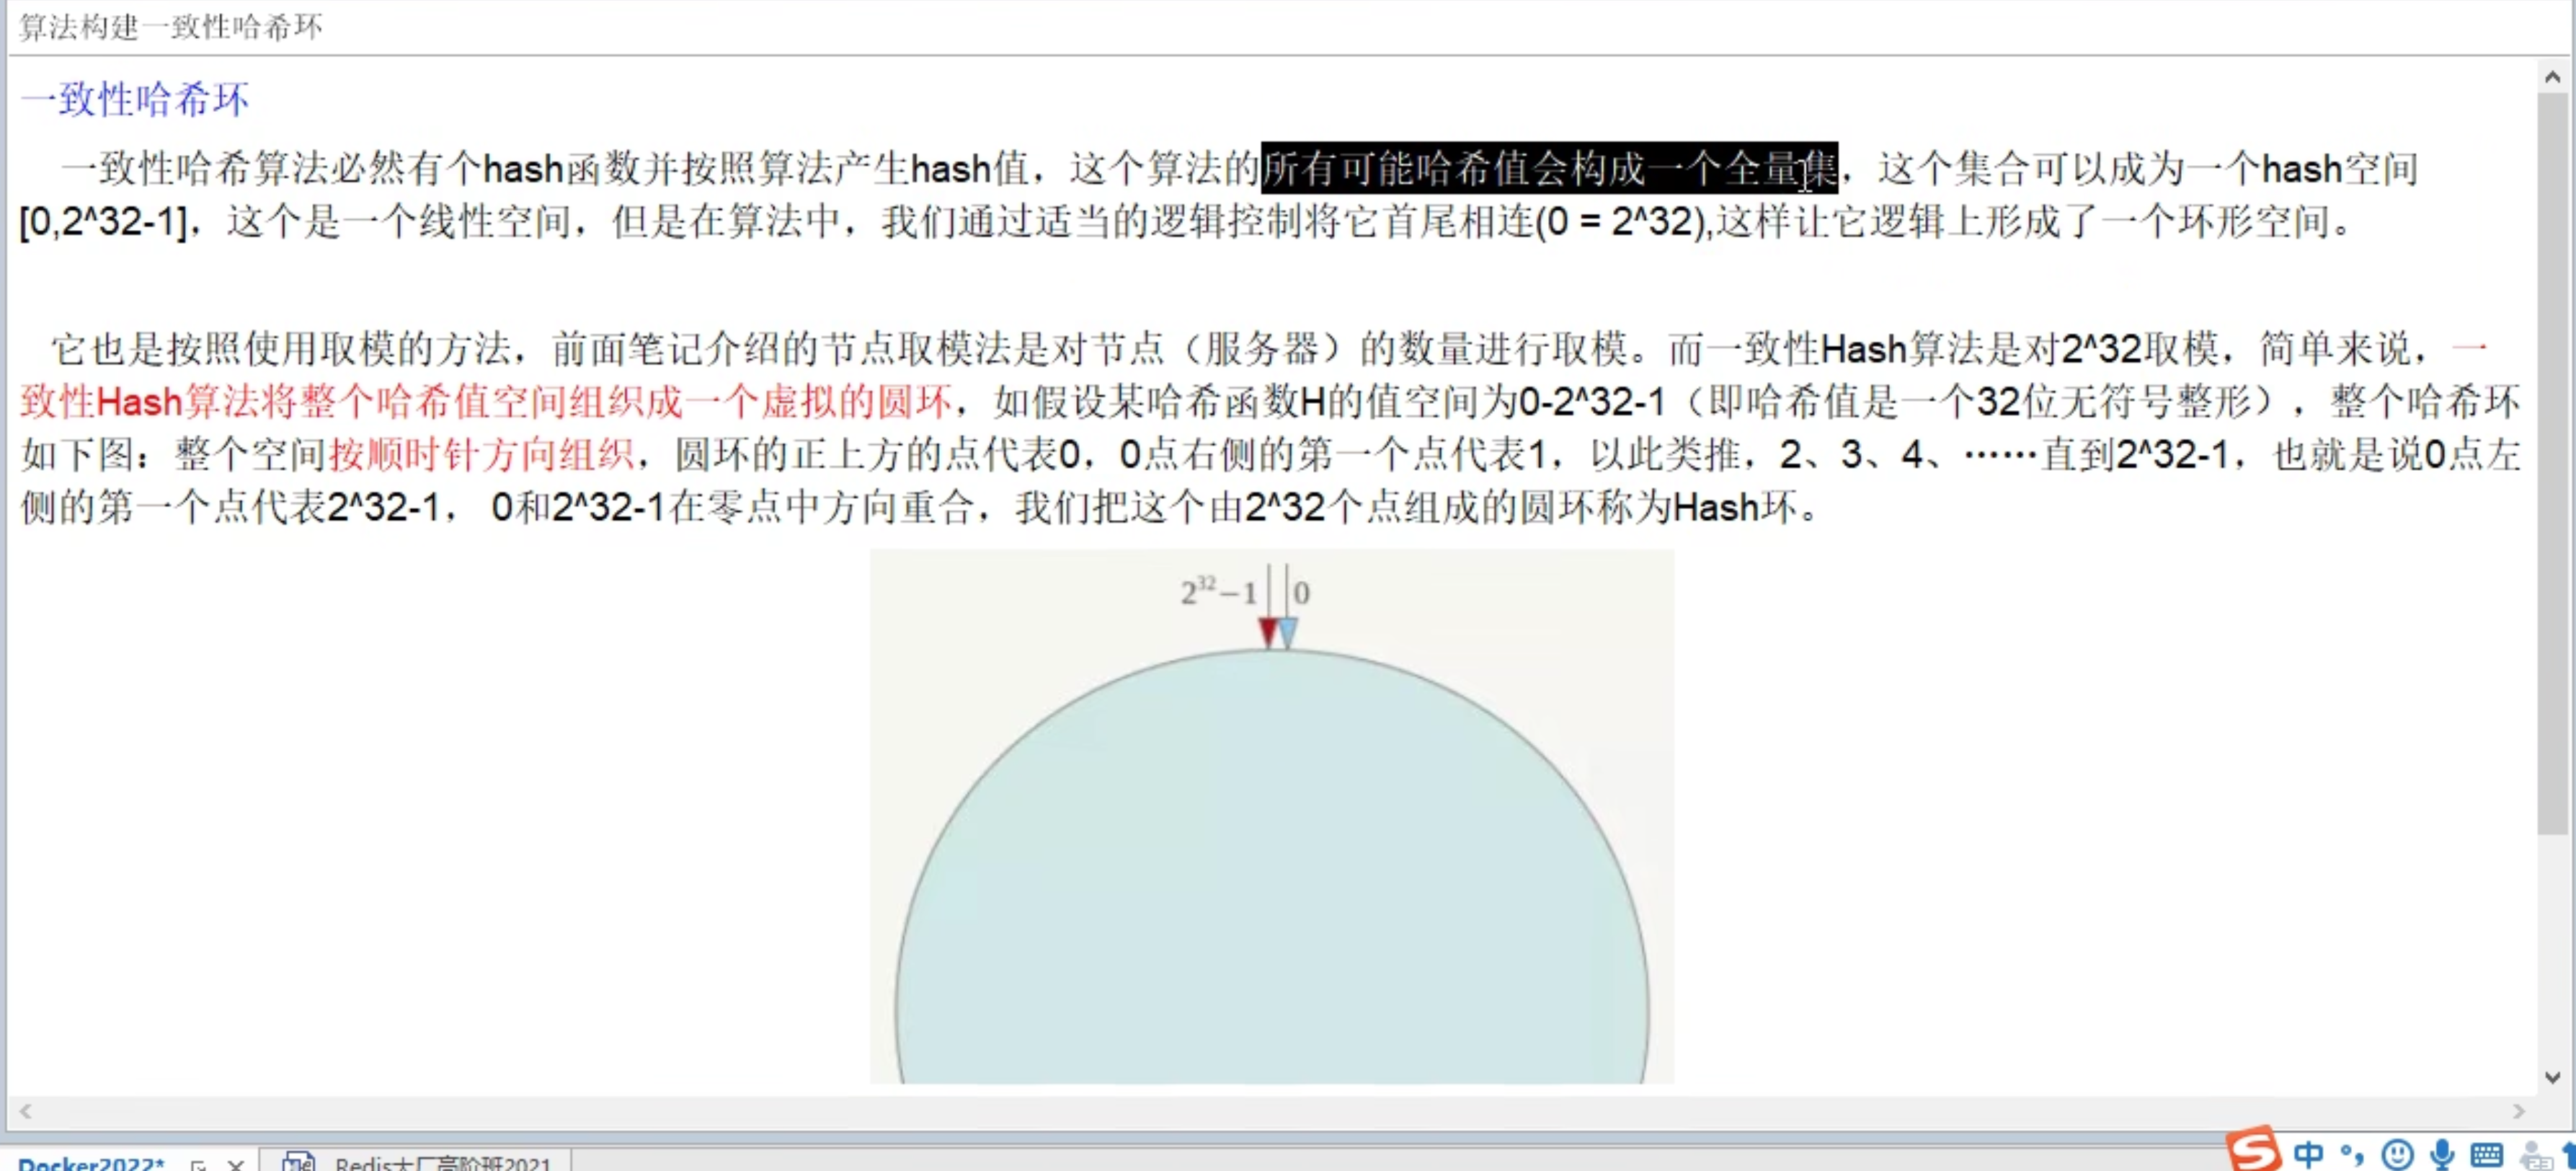 算法构建一致性哈希环
一致性哈希环
一致性哈希算法必然有个hash函数并按照算法产生hash值，这个算法的所有可能哈希值会构成一个全量集，这个集合可以成为一个hash空间
[0,2^32-1]，这个是一个线性空间，但是在算法中，我们通过适当的逻辑控制将它首尾相连(0 = 2^32),这样让它逻辑上形成了一个环形空间。
它也是按照使用取模的方法，前面笔记介绍的节点取模法是对节点（服务器）的数量进行取模。而一致性Hash算法是对2^32取模，简单来说，一
致性Hash算法将整个哈希值空间组织成一个虚拟的圆环，如假设某哈希函数H的值空间为0-2^32-1（即哈希值是一个32位无符号整形），整个哈希环
如下图：整个空间按顺时针方向组织，圆环的正上方的点代表0，0点右侧的第一个点代表1，以此类推，2、3、4、……直到2^32-1，也就是说0点左
侧的第一个点代表2^32-1， 0和2^32-1在零点中方向重合，我们把这个由2^32个点组成的圆环称为Hash环。
2³²−1 0
Docker2022* Redis大厂高阶班2021
中